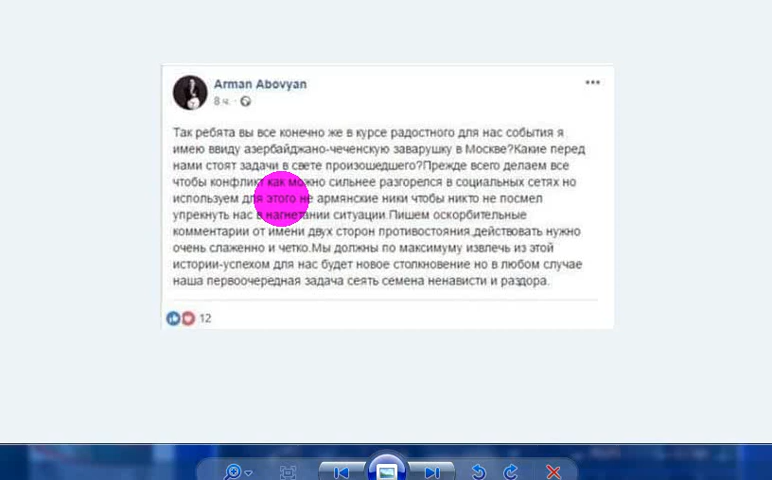 Arman Abovyan
8 ч. ·
Так ребята вы все конечно же в курсе радостного для нас события я
имею ввиду азербайджано-чеченскую заварушку в Москве?Какие перед
нами стоят задачи в свете произошедшего?Прежде всего делаем все
чтобы конфликт как можно сильнее разгорелся в социальных сетях но
используем для этого не армянские ники чтобы никто не посмел
упрекнуть нас в нагнетании ситуации.Пишем оскорбительные
комментарии от имени двух сторон противостояния,действовать нужно
очень слаженно и четко.Мы должны по максимуму извлечь из этой
истории-успехом для нас будет новое столкновение но в любом случае
наша первоочередная задача сеять семена ненависти и раздора.
12